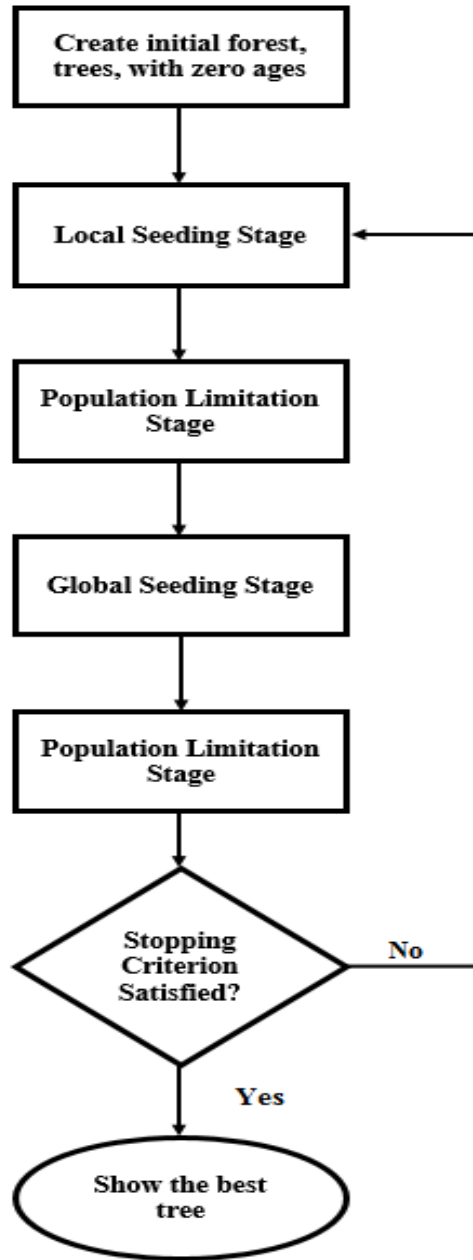 Create initial forest,
trees, with zero ages
Local Seeding Stage
Population Limitation
Stage
Global Seeding Stage
Population Limitation
Stage
Stopping
Criterion
Satisfied?
No
Yes
Show the best
tree